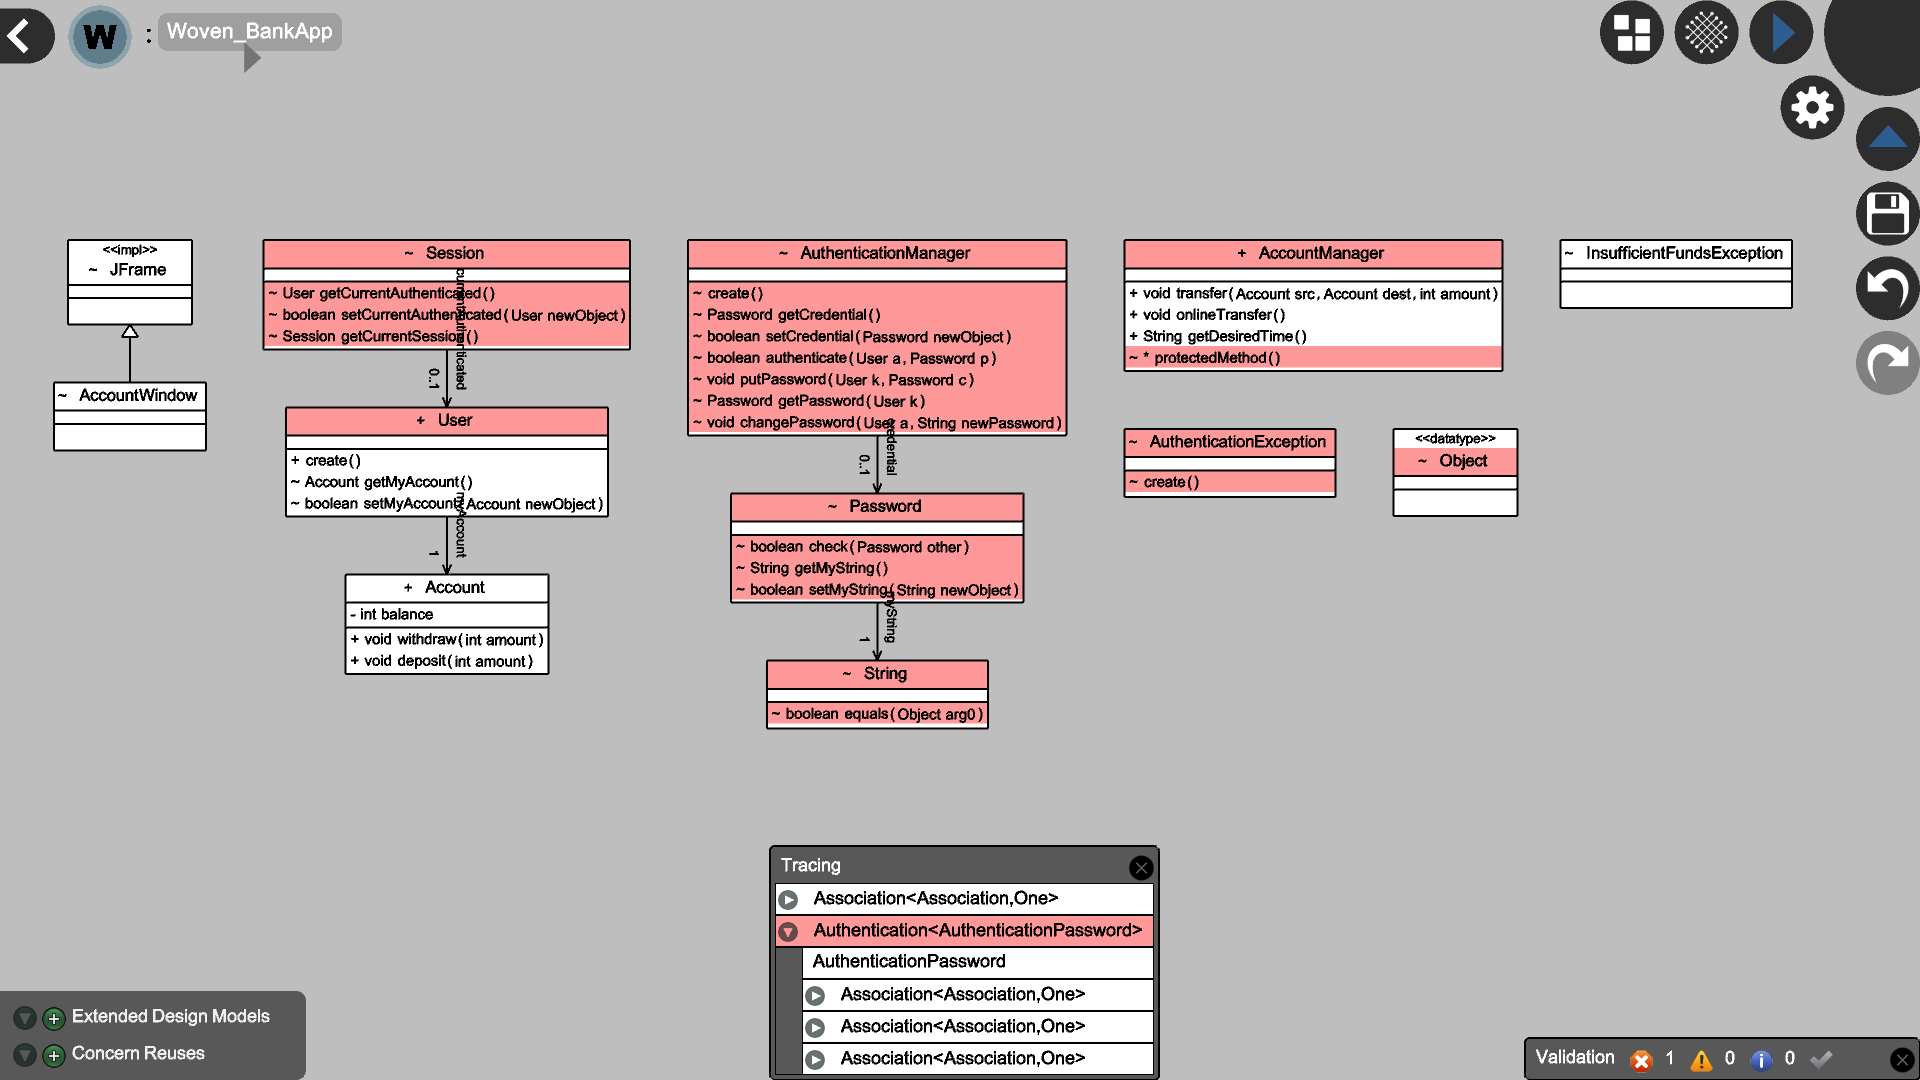 W : Woven_BankApp
<<impl>>
~ JFrame
~ AccountWindow
~ Session
~ User getCurrentAuthenticated()
~ boolean setCurrentAuthenticated(User newObject)
~ Session getCurrentSession()
currentAuthenticated
0..1
+ User
+ create()
~ Account getMyAccount()
~ boolean setMyAccount(Account newObject)
myAccount
1
+ Account
- int balance
+ void withdraw(int amount)
+ void deposit(int amount)
~ AuthenticationManager
~ create()
~ Password getCredential()
~ boolean setCredential(Password newObject)
~ boolean authenticate(User a, Password p)
~ void putPassword(User k, Password c)
~ Password getPassword(User k)
~ void changePassword(User a, String newPassword)
credential
0..1
~ Password
~ boolean check(Password other)
~ String getMyString()
~ boolean setMyString(String newObject)
myString
1
~ String
~ boolean equals(Object arg0)
+ AccountManager
+ void transfer(Account src, Account dest, int amount)
+ void onlineTransfer()
+ String getDesiredTime()
~ * protectedMethod()
~ AuthenticationException
~ create()
<<datatype>>
~ Object
~ InsufficientFundsException
Tracing
Association<Association,One>
Authentication<AuthenticationPassword>
AuthenticationPassword
Association<Association,One>
Association<Association,One>
Association<Association,One>
Extended Design Models
Concern Reuses
Validation 1 0 0